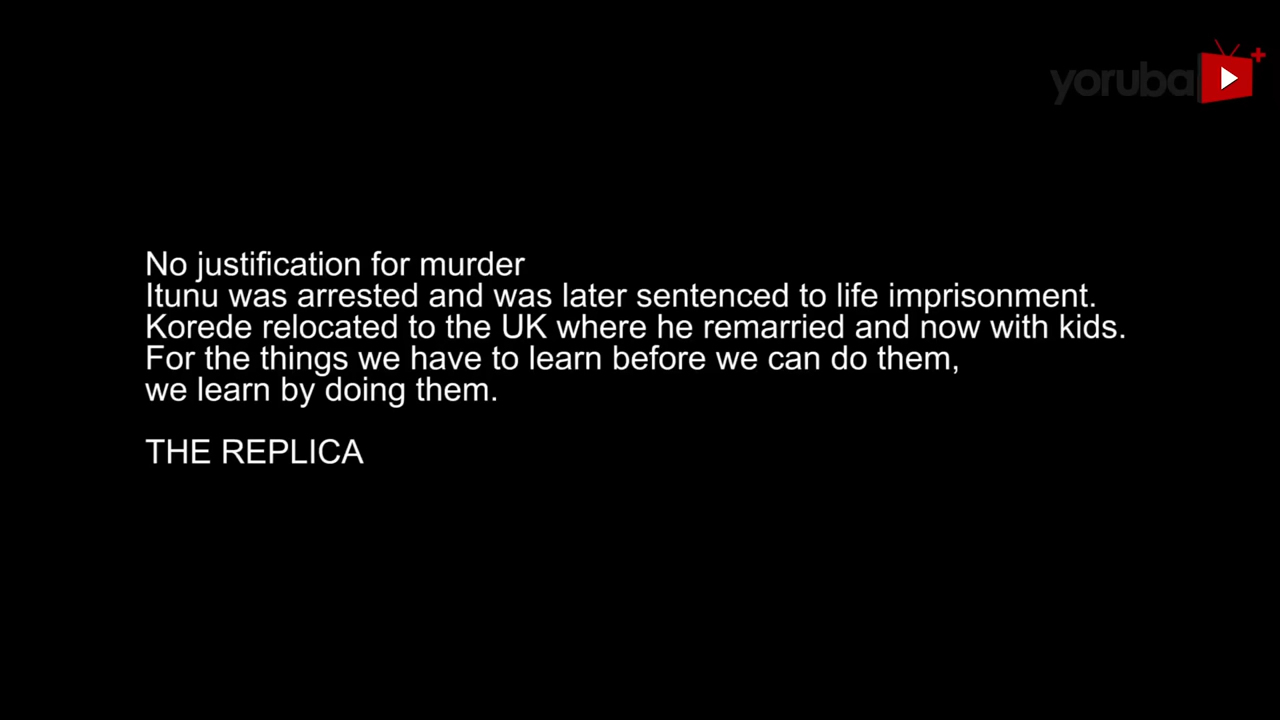 yoruba
No justification for murder
Itunu was arrested and was later sentenced to life imprisonment.
Korede relocated to the UK where he remarried and now with kids.
For the things we have to learn before we can do them,
we learn by doing them.
THE REPLICA